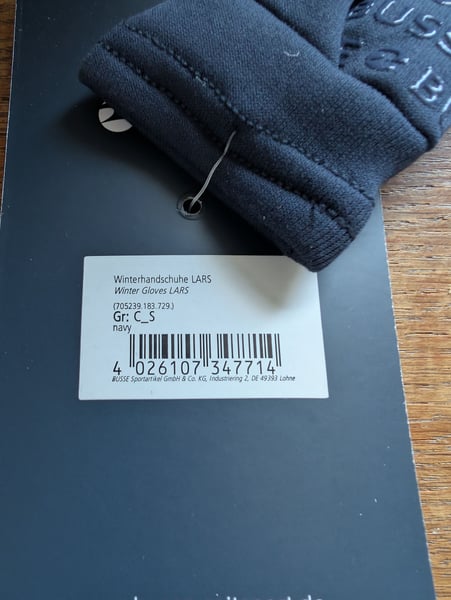 BUSSE
Winterhandschuhe LARS
Winter Gloves LARS
(705239.183.729.)
Gr: C_S
navy
4 026107 347714
BUSSE Sportartikel GmbH & Co. KG, Industriering 2, DE 49393 Lohne